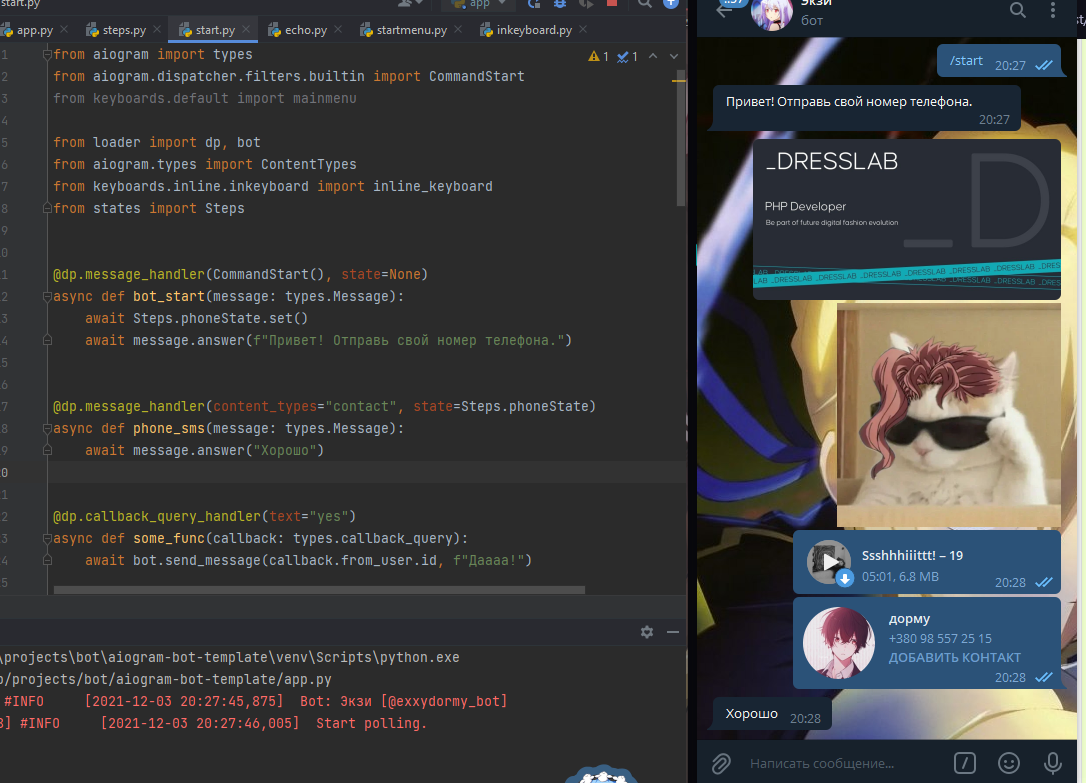 start.py
app
app.py
steps.py
start.py
echo.py
startmenu.py
inkeyboard.py
1 from aiogram import types
1 1
2 from aiogram.dispatcher.filters.builtin import CommandStart
3 from keyboards.default import mainmenu
4
5 from loader import dp, bot
6 from aiogram.types import ContentTypes
7 from keyboards.inline.inkeyboard import inline_keyboard
8 from states import Steps
9
0
1 @dp.message_handler(CommandStart(), state=None)
2 async def bot_start(message: types.Message):
3 await Steps.phoneState.set()
4 await message.answer(f"Привет! Отправь свой номер телефона.")
5
6
7 @dp.message_handler(content_types="contact", state=Steps.phoneState)
8 async def phone_sms(message: types.Message):
9 await message.answer("Хорошо")
20
1
2 @dp.callback_query_handler(text="yes")
3 async def some_func(callback: types.callback_query):
4 await bot.send_message(callback.from_user.id, f"Даааа!")
5
\projects\bot\aiogram-bot-template\venv\Scripts\python.exe
p/projects/bot/aiogram-bot-template/app.py
#INFO [2021-12-03 20:27:45,875] Bot: Экзи [@exxydormy_bot]
8] #INFO [2021-12-03 20:27:46,005] Start polling.
Экзи
бот
/start 20:27
Привет! Отправь свой номер телефона.
20:27
_DRESSLAB
_D
PHP Developer
Be part of future digital fashion evolution
LAB _DRESSLAB _DRESSLAB _DRESSLAB _DRESSLAB _DRESSLAB _DRESSLAB _DRES
Ssshhhiiittt! – 19
05:01, 6.8 MB
20:28
дорму
+380 98 557 25 15
ДОБАВИТЬ КОНТАКТ
20:28
Хорошо 20:28
Написать сообщение...